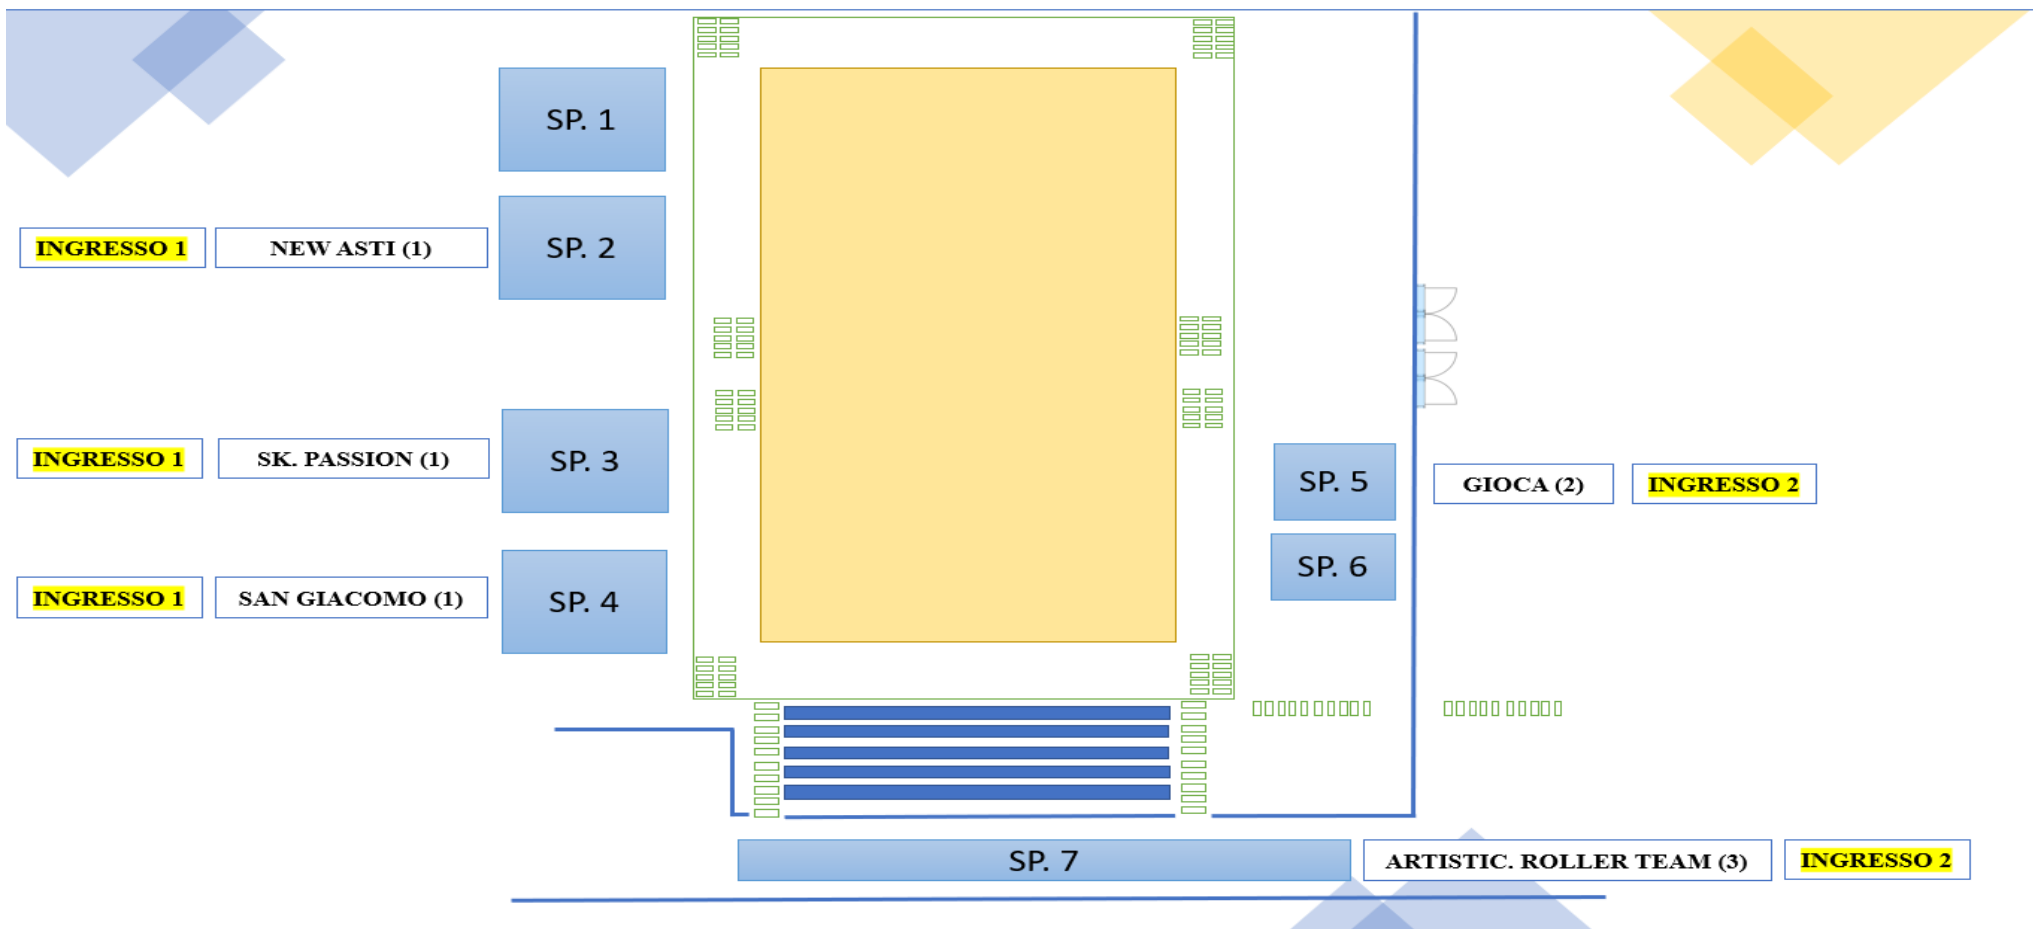 SP. 1
INGRESSO 1 NEW ASTI (1) SP. 2
INGRESSO 1 SK. PASSION (1) SP. 3
SP. 5 GIOCA (2) INGRESSO 2
SP. 6
INGRESSO 1 SAN GIACOMO (1) SP. 4
SP. 7 ARTISTIC. ROLLER TEAM (3) INGRESSO 2